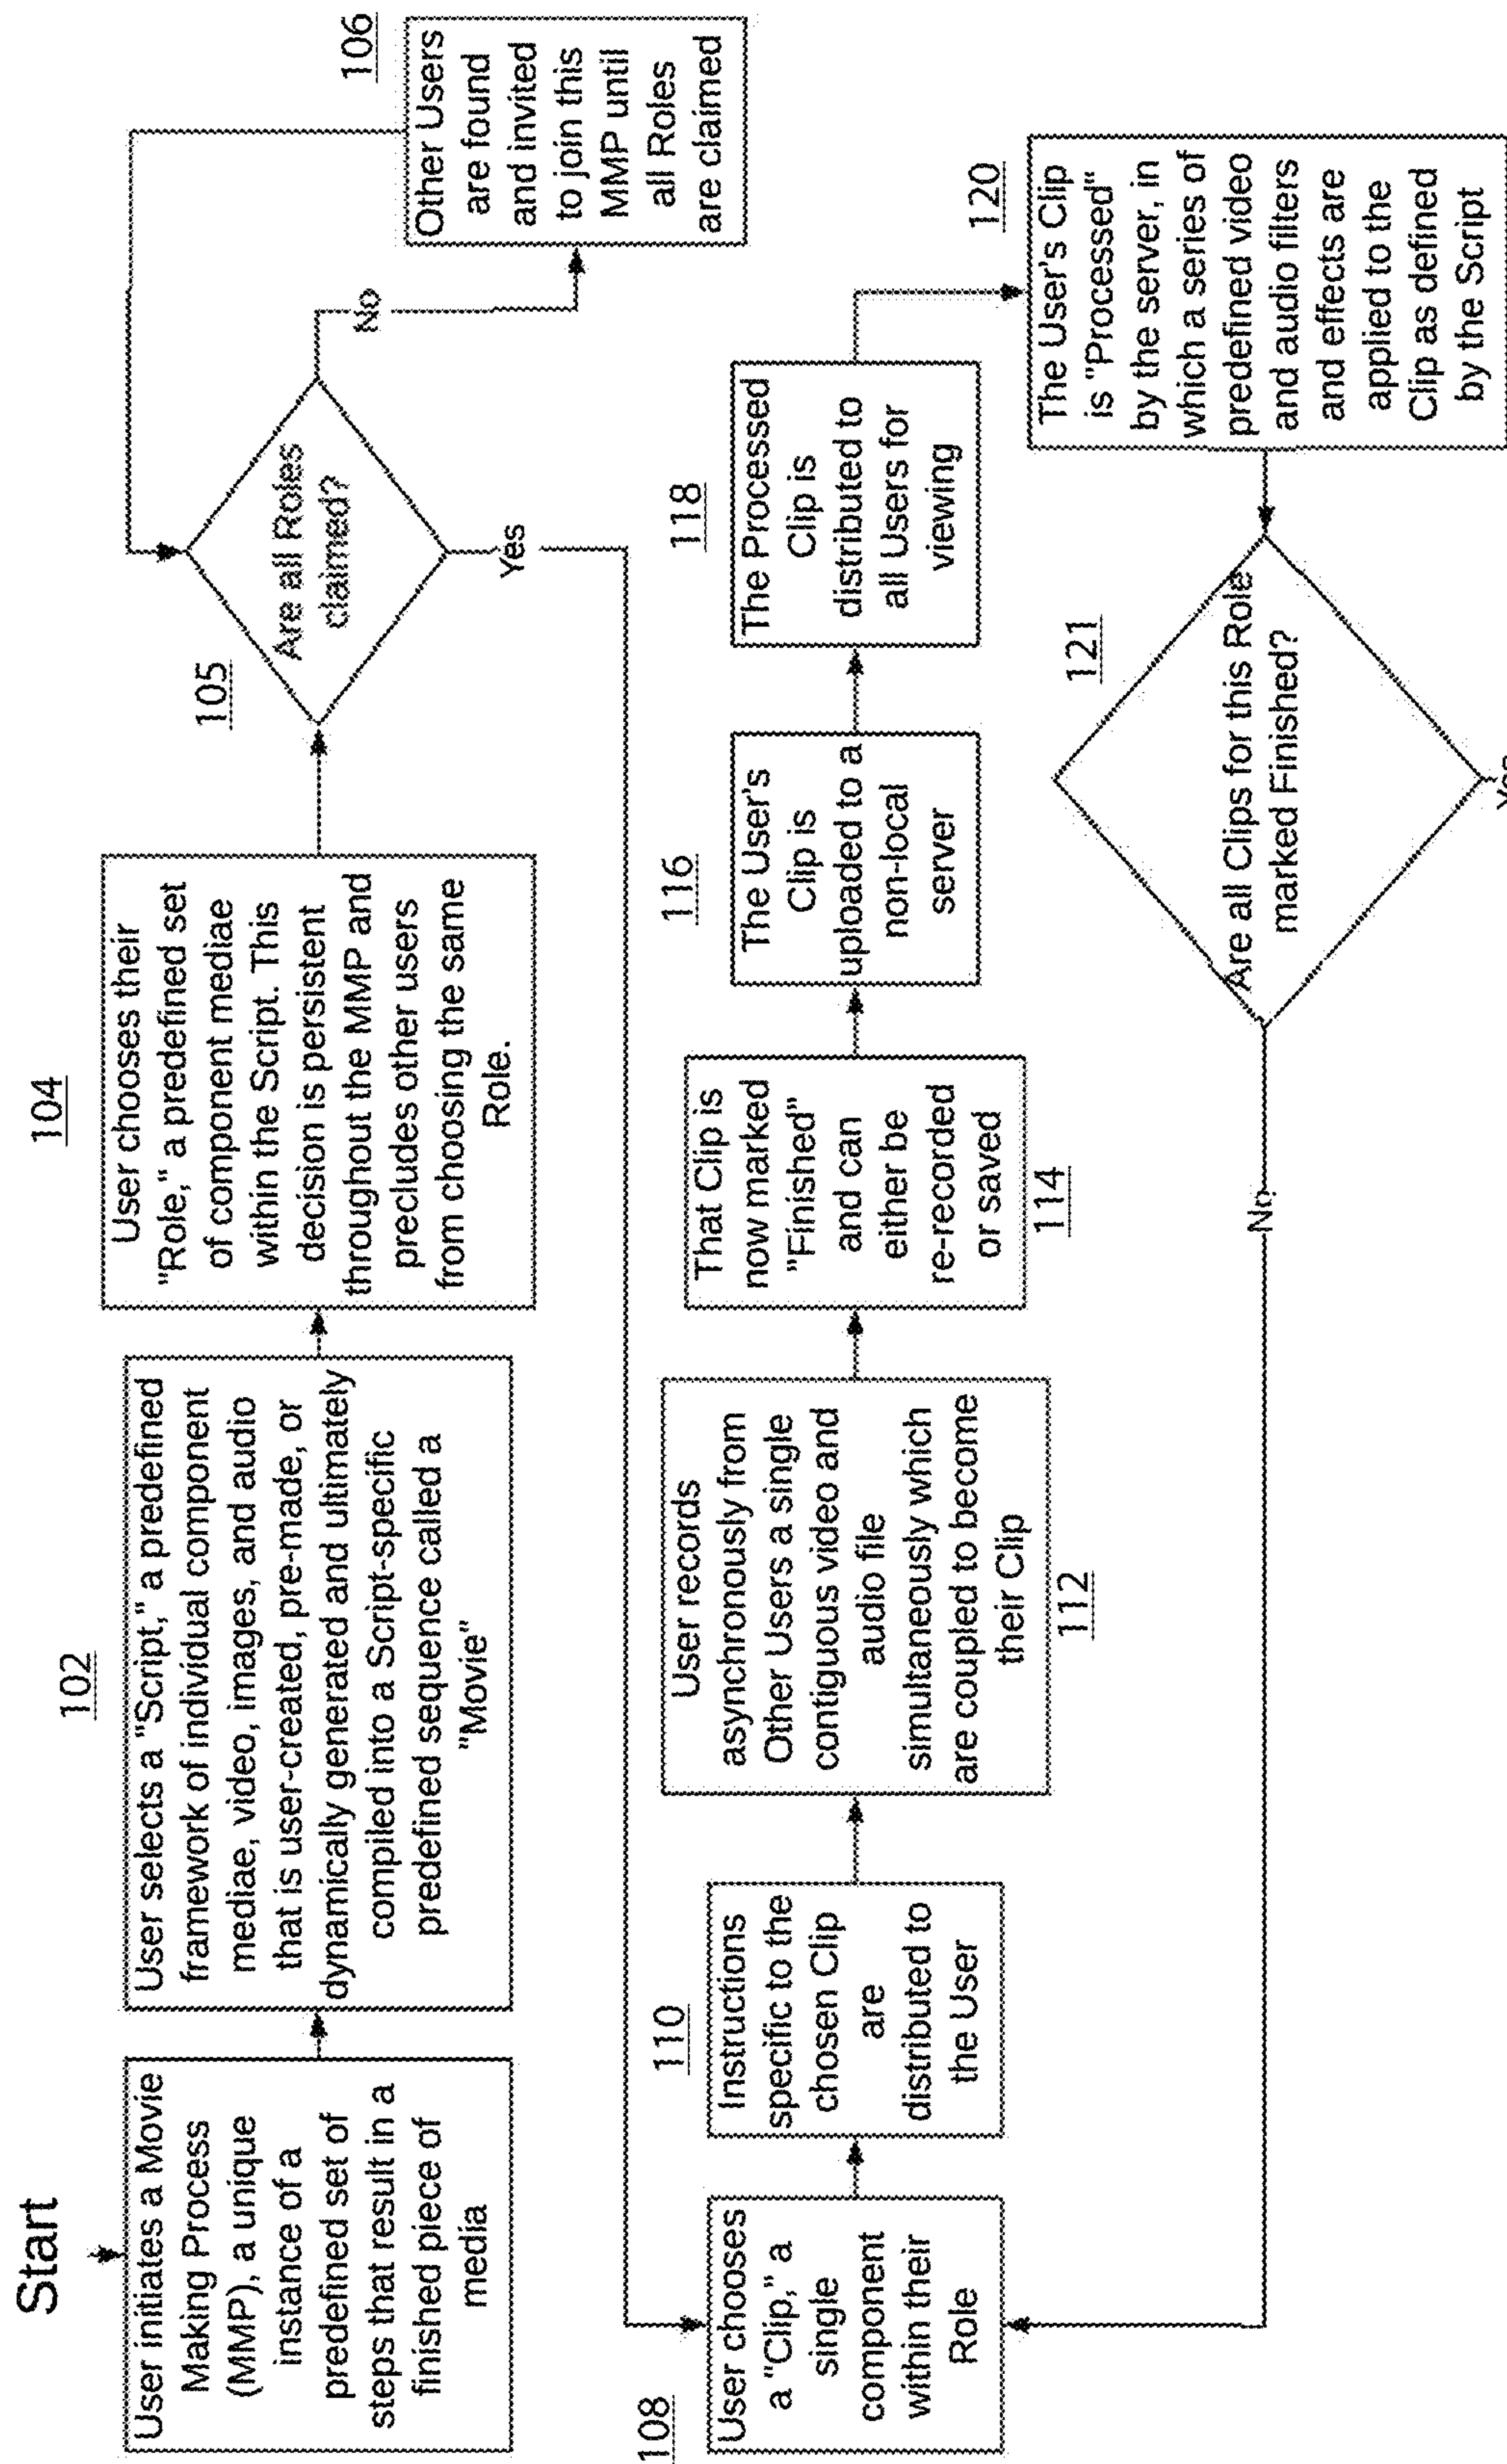 Start
User initiates a Movie
Making Process
(MMP), a unique
instance of a
predefined set of
steps that result in a
finished piece of
media
102
User selects a "Script," a predefined
framework of individual component
mediae, video, images, and audio
that is user-created, pre-made, or
dynamically generated and ultimately
compiled into a Script-specific
predefined sequence called a
"Movie"
104
User chooses their
"Role," a predefined set
of component mediae
within the Script. This
decision is persistent
throughout the MMP and
precludes other users
from choosing the same
Role.
105
Are all Roles
claimed?
No
Yes
106
Other Users
are found
and invited
to join this
MMP until
all Roles
are claimed
108
User chooses
a "Clip," a
single
component
within their
Role
110
Instructions
specific to the
chosen Clip
are
distributed to
the User
User records
asynchronously from
Other Users a single
contiguous video and
audio file
simultaneously which
are coupled to become
their Clip
112
That Clip is
now marked
"Finished"
and can
either be
re-recorded
or saved
114
116
The User's
Clip is
uploaded to a
non-local
server
118
The Processed
Clip is
distributed to
all Users for
viewing
120
The User's Clip
is "Processed"
by the server, in
which a series of
predefined video
and audio filters
and effects are
applied to the
Clip as defined
by the Script
121
Are all Clips for this Role
marked Finished?
No
Yes